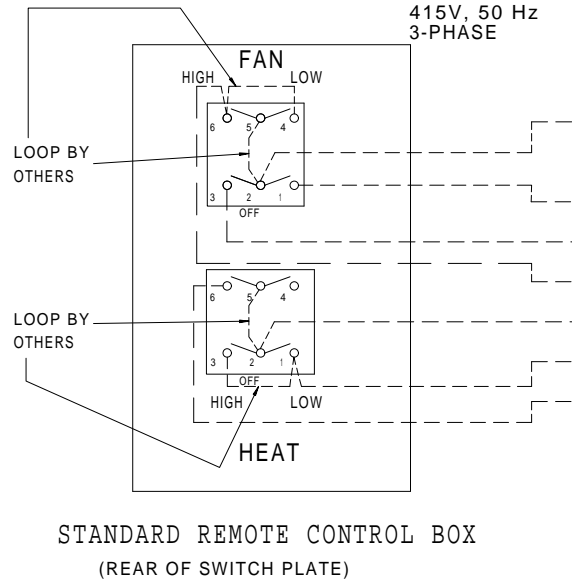 415V, 50 Hz
3-PHASE
FAN
HIGH LOW
6 5 4
LOOP BY
OTHERS
3 2 1
OFF
6 5 4
LOOP BY
OTHERS
3 2 1
OFF
HIGH LOW
HEAT
STANDARD REMOTE CONTROL BOX
(REAR OF SWITCH PLATE)